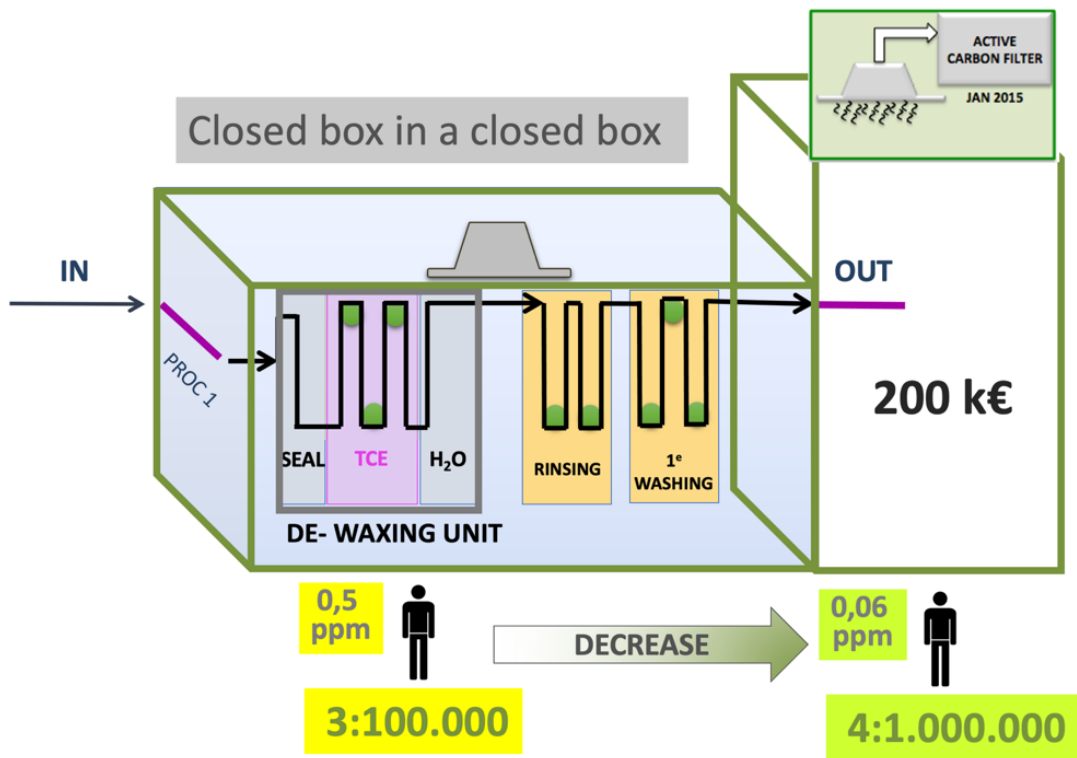 ACTIVE
CARBON FILTER
JAN 2015
Closed box in a closed box
IN
OUT
PROC 1
200 k€
SEAL
TCE
H₂O
RINSING
1ᵉ
WASHING
DE- WAXING UNIT
0,5
ppm
DECREASE
0,06
ppm
3:100.000
4:1.000.000